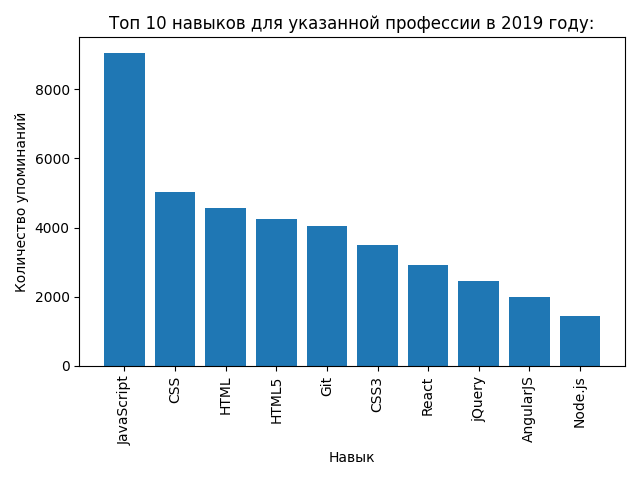 Топ 10 навыков для указанной профессии в 2019 году:
Количество упоминаний
8000
6000
4000
2000
0
JavaScript
CSS
HTML
HTML5
Git
CSS3
React
jQuery
AngularJS
Node.js
Навык